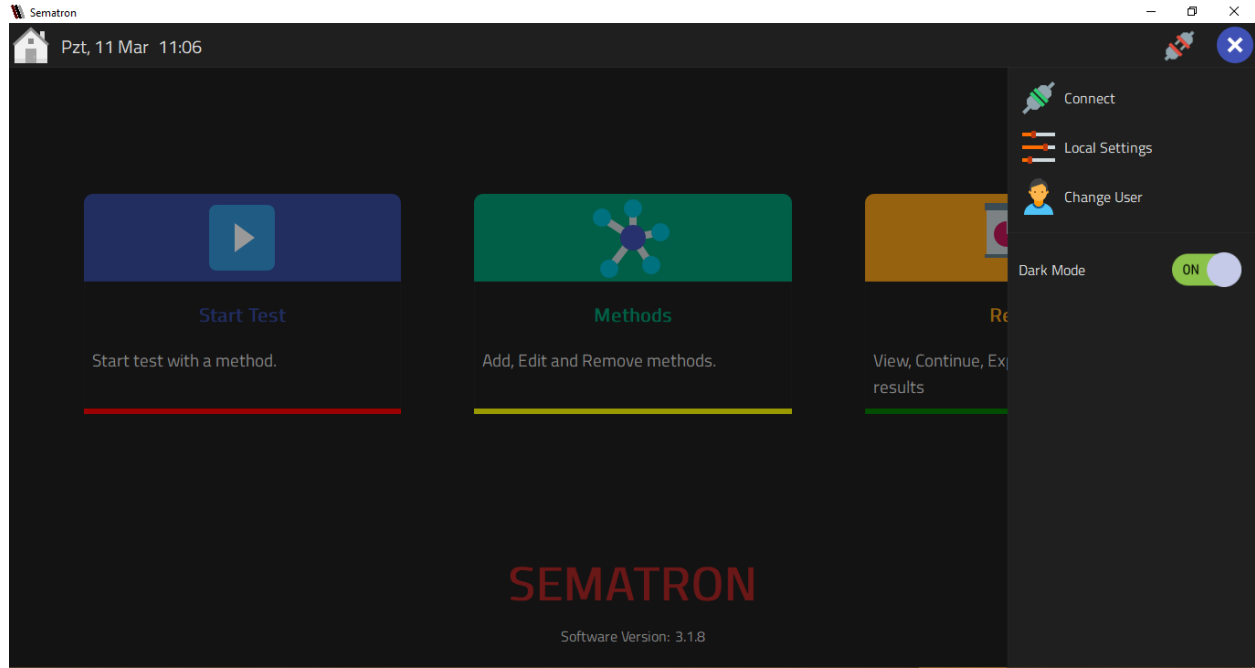 Sematron
Pzt, 11 Mar 11:06
Connect
Local Settings
Change User
Dark Mode
ON
Start Test
Start test with a method.
Methods
Add, Edit and Remove methods.
Re
View, Continue, Ex
results
SEMATRON
Software Version: 3.1.8